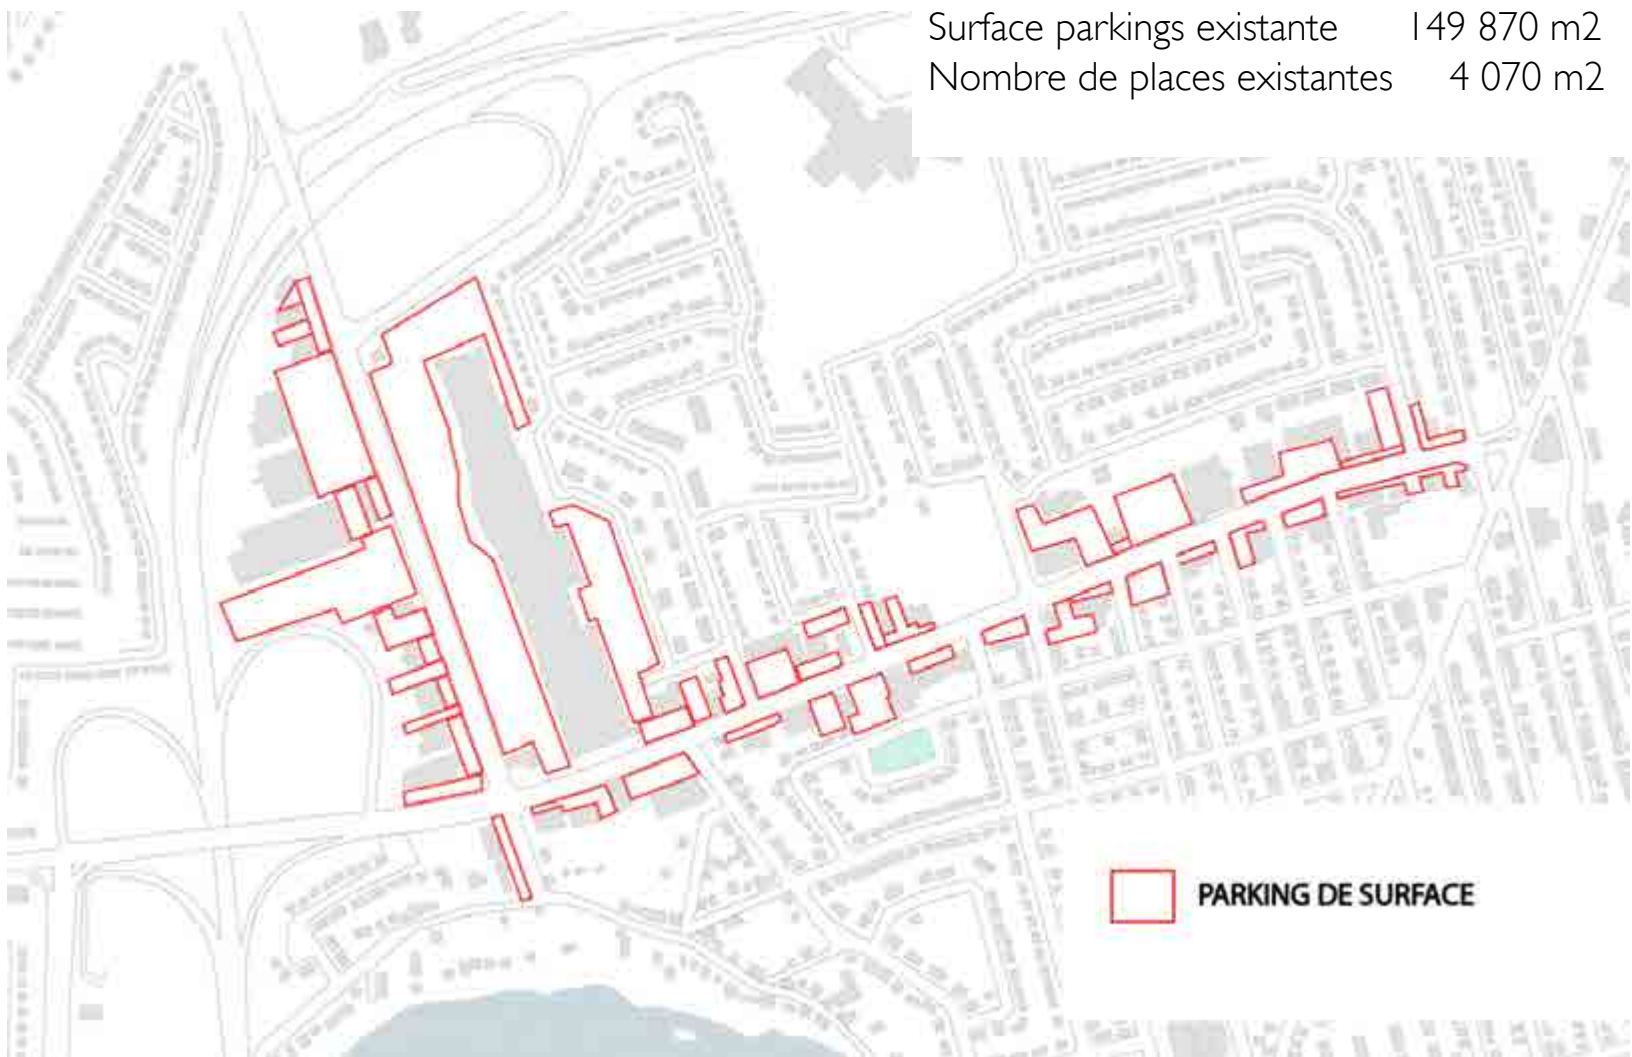 Surface parkings existante 149 870 m2
Nombre de places existantes 4 070 m2
PARKING DE SURFACE